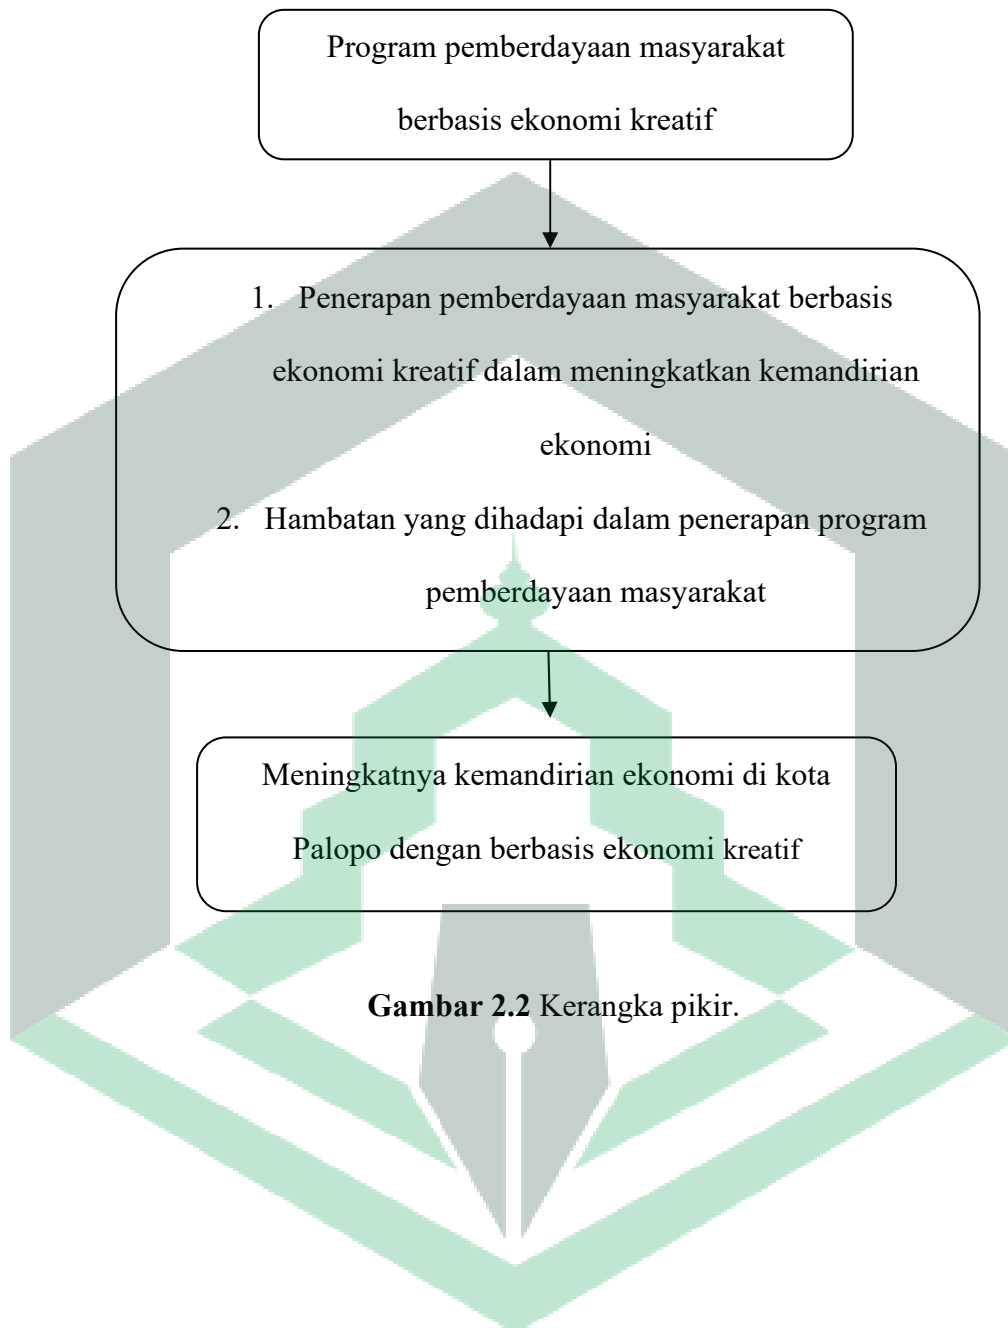 Program pemberdayaan masyarakat
berbasis ekonomi kreatif
1. Penerapan pemberdayaan masyarakat berbasis
ekonomi kreatif dalam meningkatkan kemandirian
ekonomi
2. Hambatan yang dihadapi dalam penerapan program
pemberdayaan masyarakat
Meningkatnya kemandirian ekonomi di kota
Palopo dengan berbasis ekonomi kreatif
Gambar 2.2 Kerangka pikir.